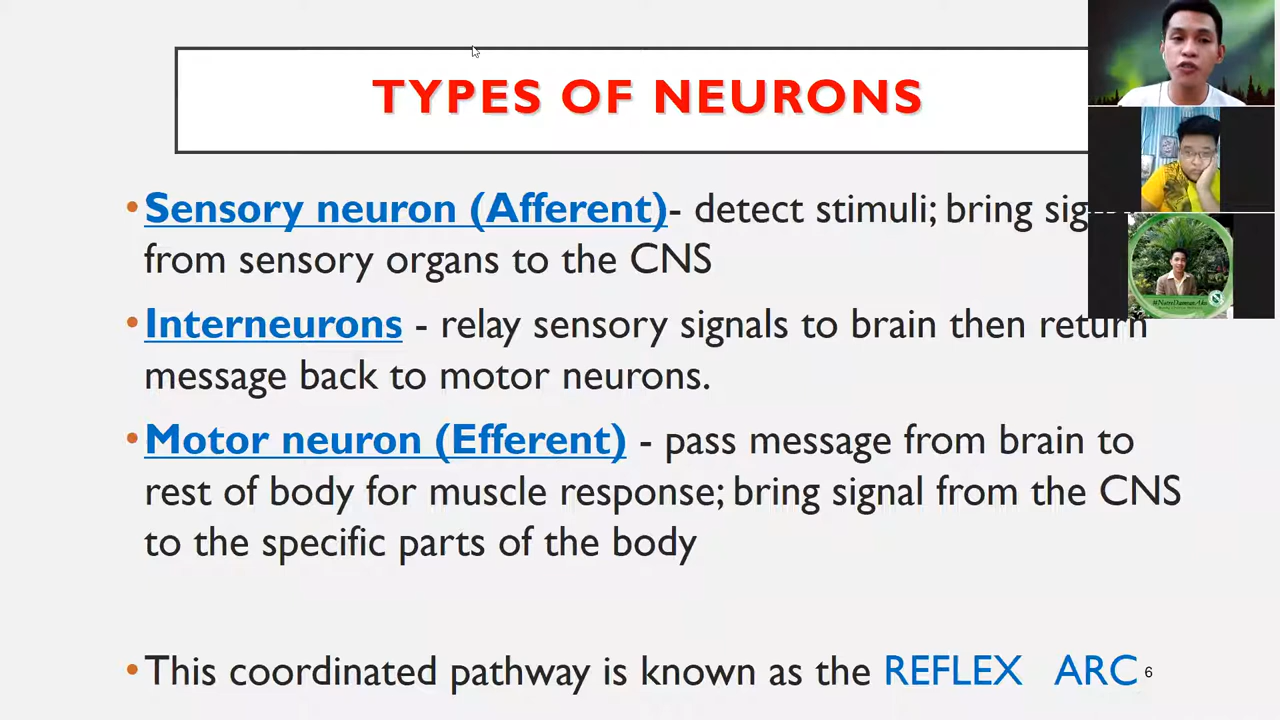 TYPES OF NEURONS
•Sensory neuron (Afferent)- detect stimuli; bring
from sensory organs to the CNS
•Interneurons - relay sensory signals to brain then return
message back to motor neurons.
•Motor neuron (Efferent) - pass message from brain to
rest of body for muscle response; bring signal from the CNS
to the specific parts of the body
•This coordinated pathway is known as the REFLEX ARC 6